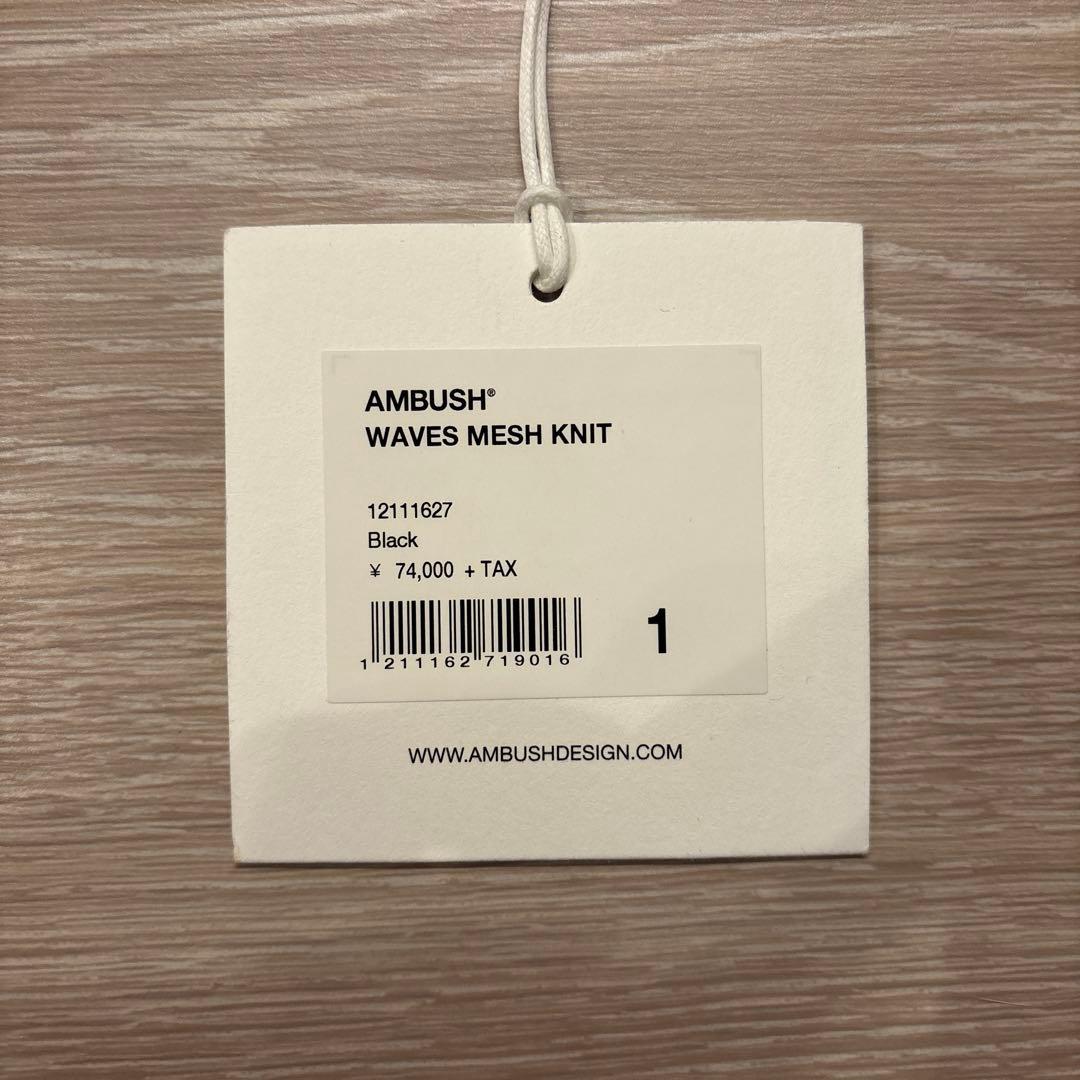 AMBUSH®
WAVES MESH KNIT
12111627
Black
¥ 74,000 + TAX
1 211162 719016
1
WWW.AMBUSHDESIGN.COM